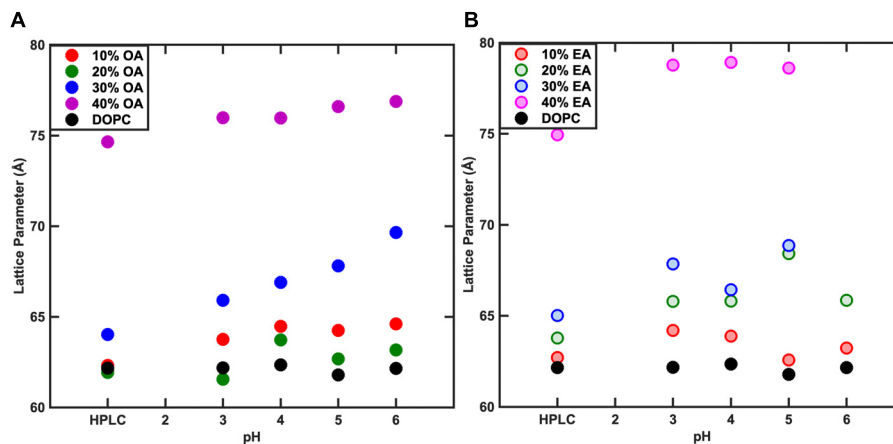 A
80
75
70
65
60
Lattice Parameter (Å)
10% OA
20% OA
30% OA
40% OA
DOPC
HPLC 2 3 4 5 6
pH
B
80
75
70
65
60
Lattice Parameter (Å)
10% EA
20% EA
30% EA
40% EA
DOPC
HPLC 2 3 4 5 6
pH